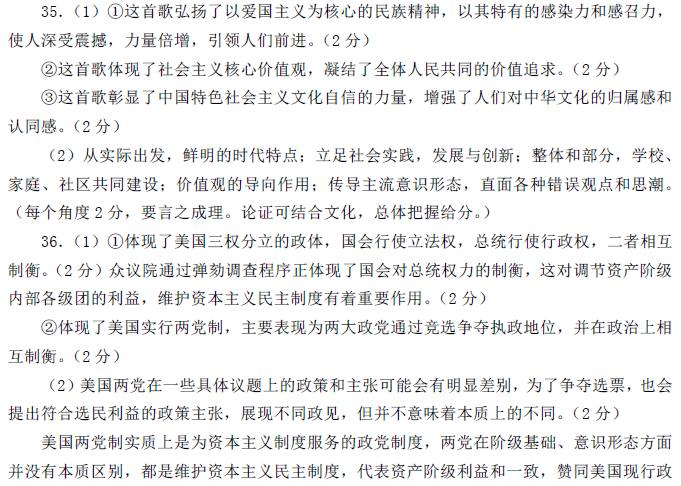 35.（1）①这首歌弘扬了以爱国主义为核心的民族精神，以其特有的感染力和感召力，
使人深受震撼，力量倍增，引领人们前进。（2 分）
②这首歌体现了社会主义核心价值观，凝结了全体人民共同的价值追求。（2 分）
③这首歌彰显了中国特色社会主义文化自信的力量，增强了人们对中华文化的归属感和
认同感。（2 分）
（2）从实际出发，鲜明的时代特点；立足社会实践，发展与创新；整体和部分，学校、
家庭、社区共同建设；价值观的导向作用；传导主流意识形态，直面各种错误观点和思潮。
（每个角度 2 分，要言之成理。论证可结合文化，总体把握给分。）
36.（1）①体现了美国三权分立的政体，国会行使立法权，总统行使行政权，二者相互
制衡。（2 分）众议院通过弹劾调查程序正体现了国会对总统权力的制衡，这对调节资产阶级
内部各级团的利益，维护资本主义民主制度有着重要作用。（2 分）
②体现了美国实行两党制，主要表现为两大政党通过竞选争夺执政地位，并在政治上相
互制衡。（2 分）
（2）美国两党在一些具体议题上的政策和主张可能会有明显差别，为了争夺选票，也会
提出符合选民利益的政策主张，展现不同政见，但并不意味着本质上的不同。（2 分）
美国两党制实质上是为资本主义制度服务的政党制度，两党在阶级基础、意识形态方面
并没有本质区别，都是维护资本主义民主制度，代表资产阶级利益和一致，赞同美国现行政